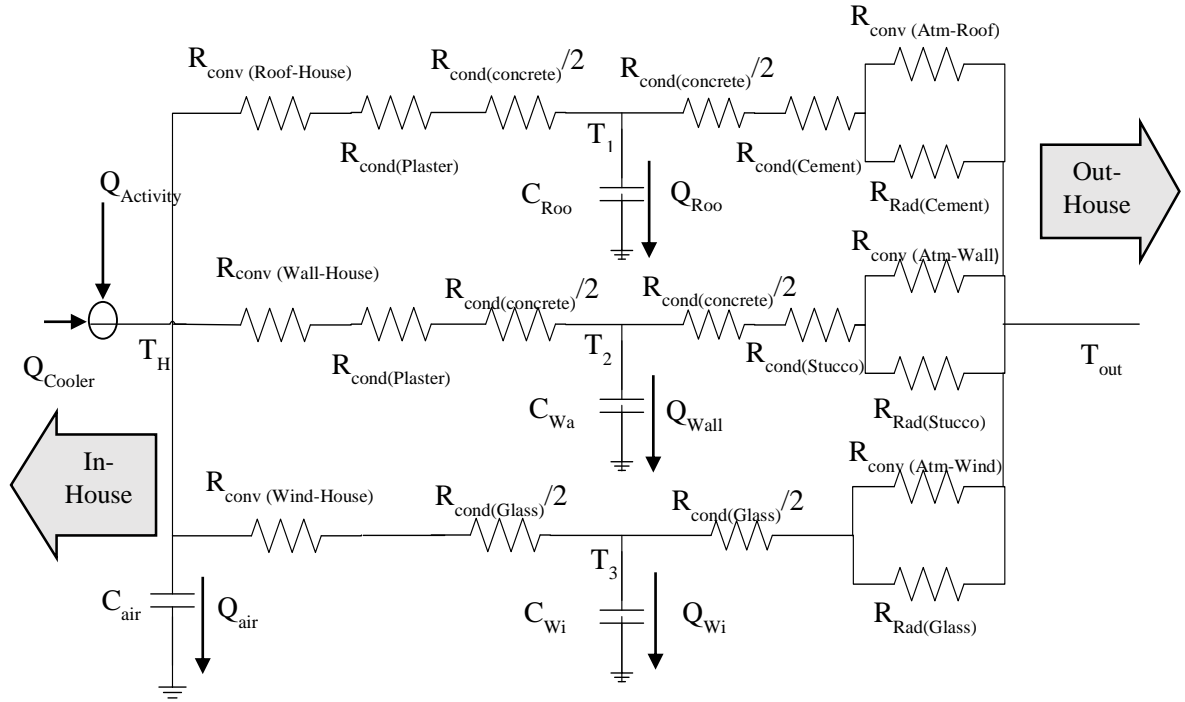 R_conv (Atm-Roof)
R_conv (Roof-House)
R_cond(concrete)/2
R_cond(concrete)/2
T_1
R_cond(Plaster)
R_cond(Cement)
Q_Activity
C_Roo
Q_Roo
R_Rad(Cement)
Out-
House
R_conv (Wall-House)
R_cond(concrete)/2
R_cond(concrete)/2
R_conv (Atm-Wall)
T_H
T_2
T_out
Q_Cooler
R_cond(Plaster)
R_cond(Stucco)
C_Wa
Q_Wall
R_Rad(Stucco)
In-
House
R_conv (Wind-House)
R_cond(Glass)/2
R_cond(Glass)/2
R_conv (Atm-Wind)
T_3
C_air
Q_air
C_Wi
Q_Wi
R_Rad(Glass)